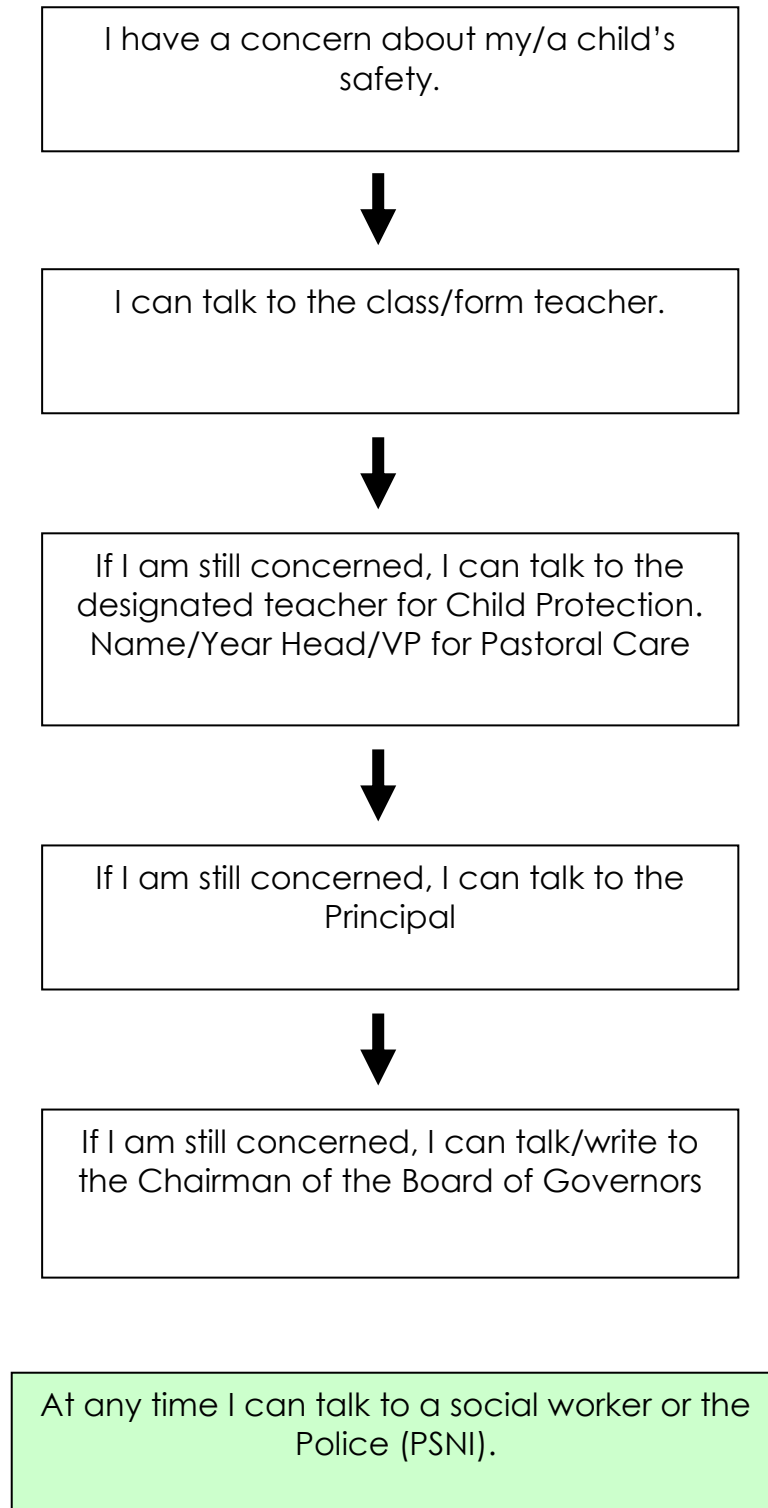 I have a concern about my/a child’s
safety.
I can talk to the class/form teacher.
If I am still concerned, I can talk to the
designated teacher for Child Protection.
Name/Year Head/VP for Pastoral Care
If I am still concerned, I can talk to the
Principal
If I am still concerned, I can talk/write to
the Chairman of the Board of Governors
At any time I can talk to a social worker or the
Police (PSNI).